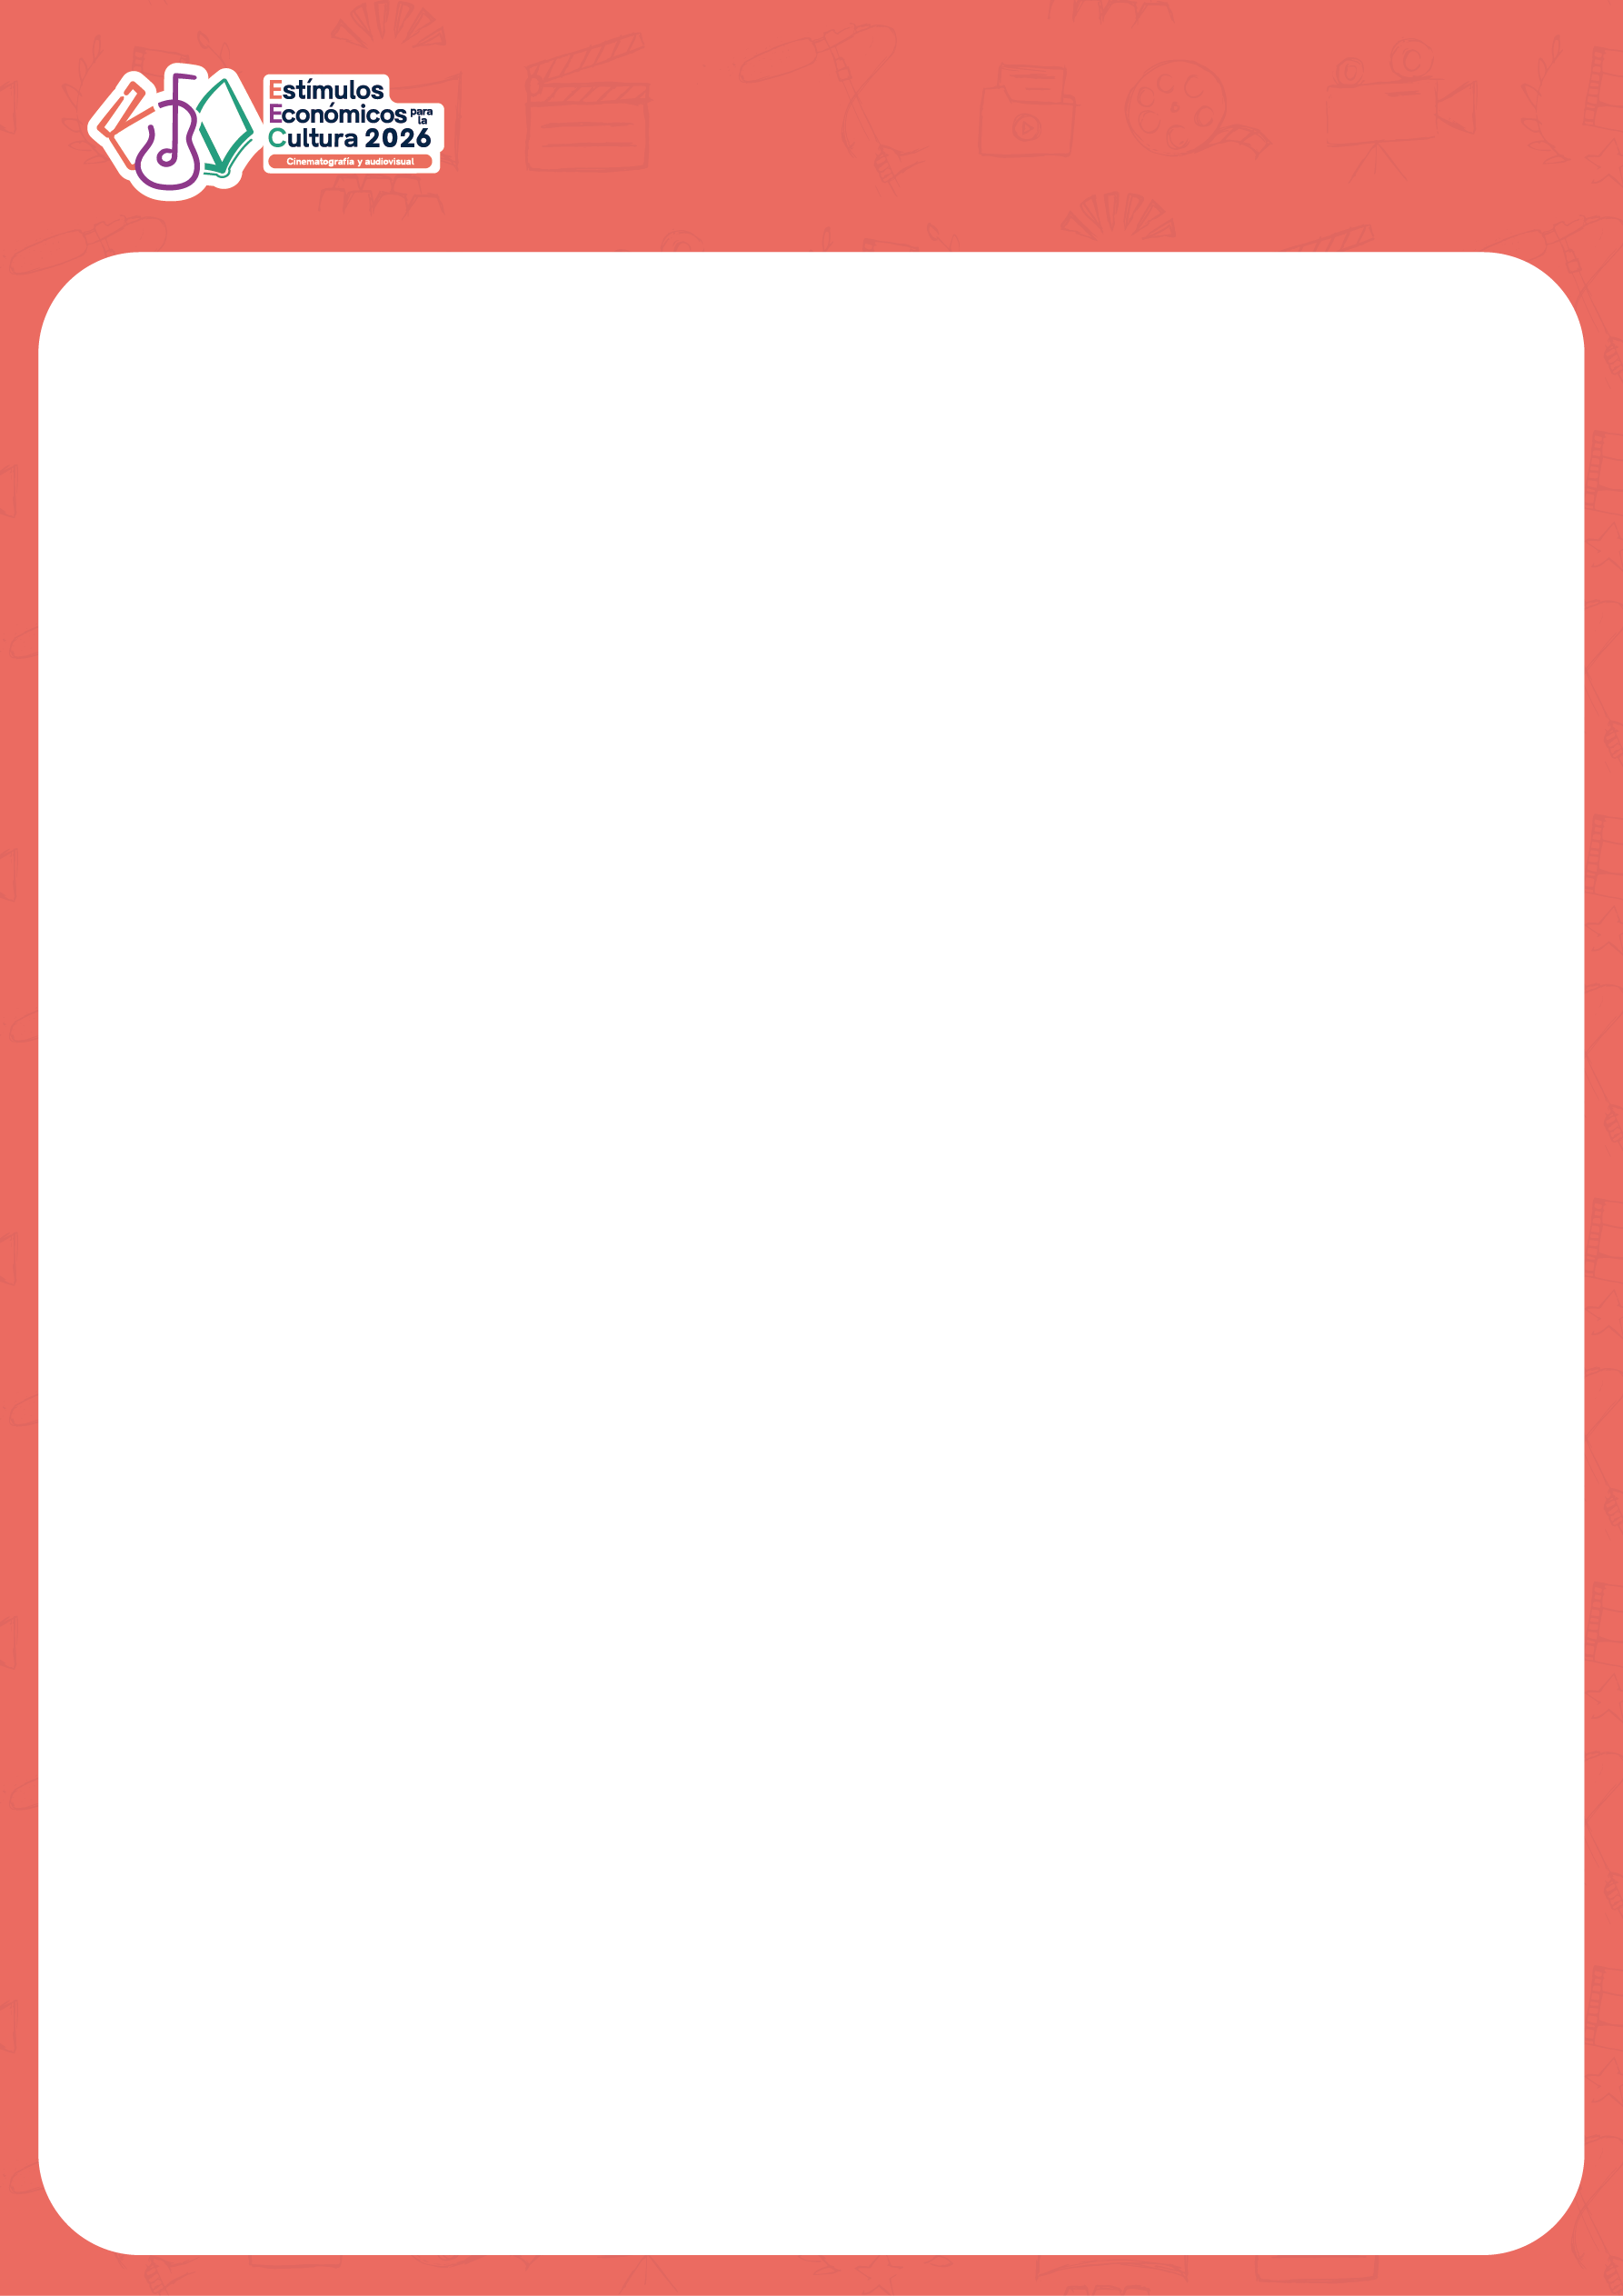 Estímulos
Económicos para la
Cultura 2026
Cinematografía y audiovisual